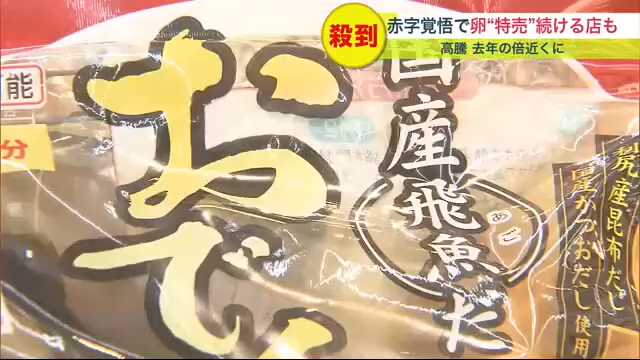 殺到
赤字覚悟で卵“特売”続ける店も
高騰 去年の倍近くに
能
分
おで
国産飛魚だ
あご
産昆布だし
国産かつおだし使用